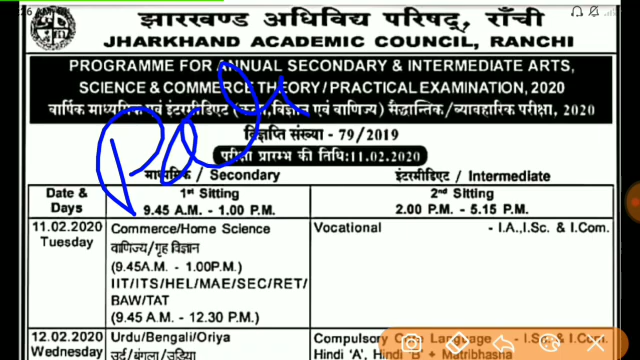 झारखण्ड अधिविद्य परिषद्, राँची
JHARKHAND ACADEMIC COUNCIL, RANCHI
PROGRAMME FOR ANNUAL SECONDARY & INTERMEDIATE ARTS,
SCIENCE & COMMERCE THEORY/PRACTICAL EXAMINATION, 2020
वार्षिक माध्यमिक एवं इंटरमीडिएट (कला, विज्ञान एवं वाणिज्य) सैद्धान्तिक/व्यावहारिक परीक्षा, 2020
विज्ञप्ति संख्या - 79/2019
परीक्षा प्रारम्भ की तिथि:11.02.2020
माध्यमिक / Secondary इंटरमीडिएट / Intermediate
Date & Days 1st Sitting 9.45 A.M. - 1.00 P.M. 2nd Sitting 2.00 P.M. - 5.15 P.M.
11.02.2020 Tuesday
Commerce/Home Science
वाणिज्य/गृह विज्ञान
(9.45A.M. - 1.00P.M.)
IIT/ITS/HEL/MAE/SEC/RET/
BAW/TAT
(9.45 A.M. - 12.30 P.M.)
Vocational - I.A.,I.Sc. & I.Com.
12.02.2020 Wednesday
Urdu/Bengali/Oriya
उर्दू/बंगला/उड़िया
Compulsory Core Language - I.Sc. & I.Com.
Hindi 'A', Hindi 'B' + Matribhasha